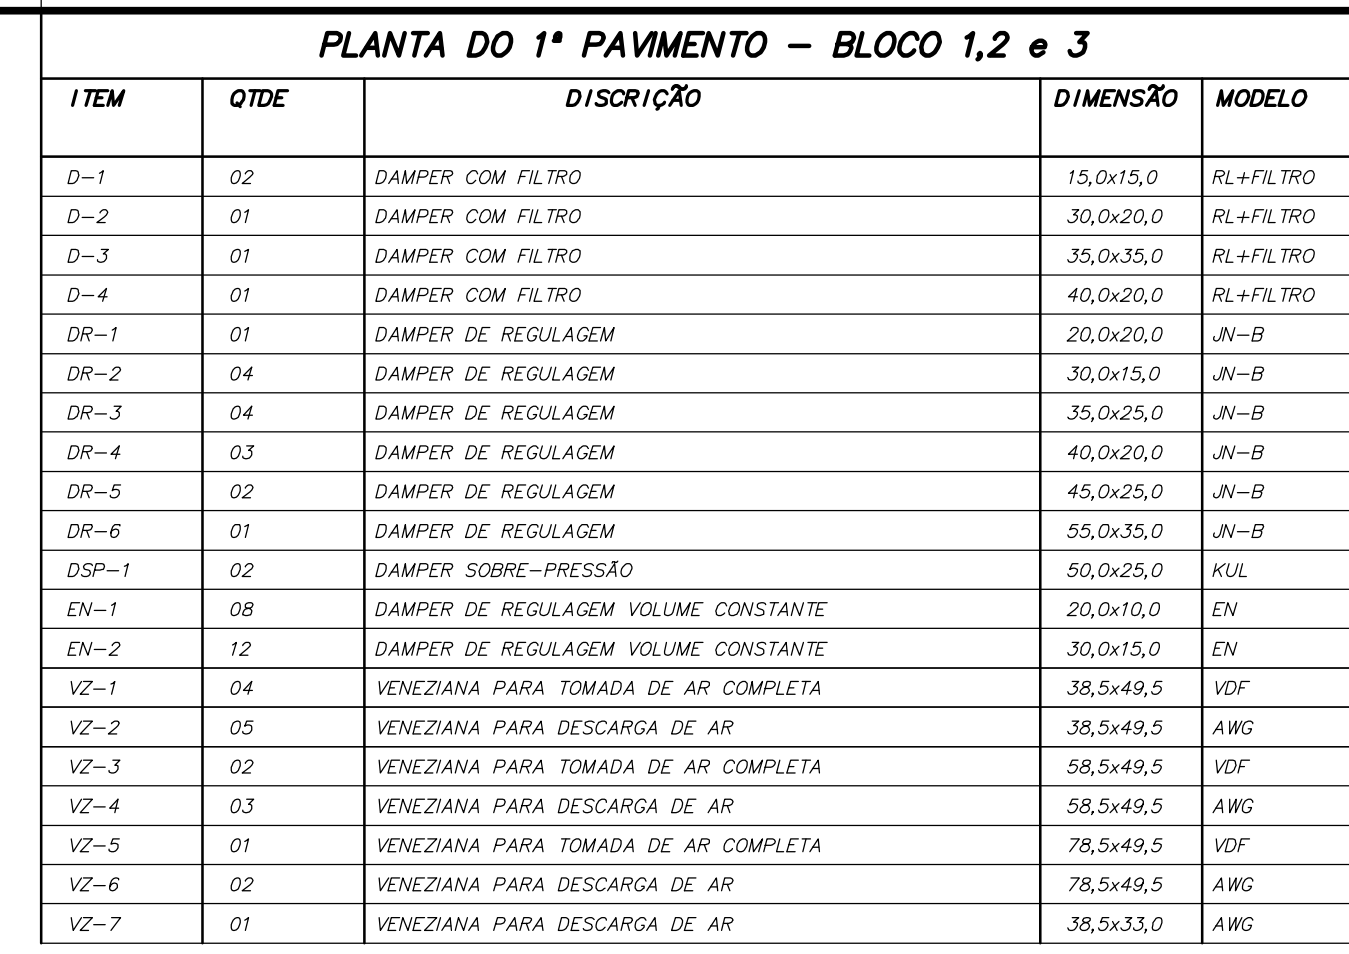 PLANTA DO 1ª PAVIMENTO – BLOCO 1,2 e 3
ITEM QTDE DISCRIÇÃO DIMENSÃO MODELO
D–1 02 DAMPER COM FILTRO 15,0x15,0 RL+FILTRO
D–2 01 DAMPER COM FILTRO 30,0x20,0 RL+FILTRO
D–3 01 DAMPER COM FILTRO 35,0x35,0 RL+FILTRO
D–4 01 DAMPER COM FILTRO 40,0x20,0 RL+FILTRO
DR–1 01 DAMPER DE REGULAGEM 20,0x20,0 JN–B
DR–2 04 DAMPER DE REGULAGEM 30,0x15,0 JN–B
DR–3 04 DAMPER DE REGULAGEM 35,0x25,0 JN–B
DR–4 03 DAMPER DE REGULAGEM 40,0x20,0 JN–B
DR–5 02 DAMPER DE REGULAGEM 45,0x25,0 JN–B
DR–6 01 DAMPER DE REGULAGEM 55,0x35,0 JN–B
DSP–1 02 DAMPER SOBRE–PRESSÃO 50,0x25,0 KUL
EN–1 08 DAMPER DE REGULAGEM VOLUME CONSTANTE 20,0x10,0 EN
EN–2 12 DAMPER DE REGULAGEM VOLUME CONSTANTE 30,0x15,0 EN
VZ–1 04 VENEZIANA PARA TOMADA DE AR COMPLETA 38,5x49,5 VDF
VZ–2 05 VENEZIANA PARA DESCARGA DE AR 38,5x49,5 AWG
VZ–3 02 VENEZIANA PARA TOMADA DE AR COMPLETA 58,5x49,5 VDF
VZ–4 03 VENEZIANA PARA DESCARGA DE AR 58,5x49,5 AWG
VZ–5 01 VENEZIANA PARA TOMADA DE AR COMPLETA 78,5x49,5 VDF
VZ–6 02 VENEZIANA PARA DESCARGA DE AR 78,5x49,5 AWG
VZ–7 01 VENEZIANA PARA DESCARGA DE AR 38,5x33,0 AWG